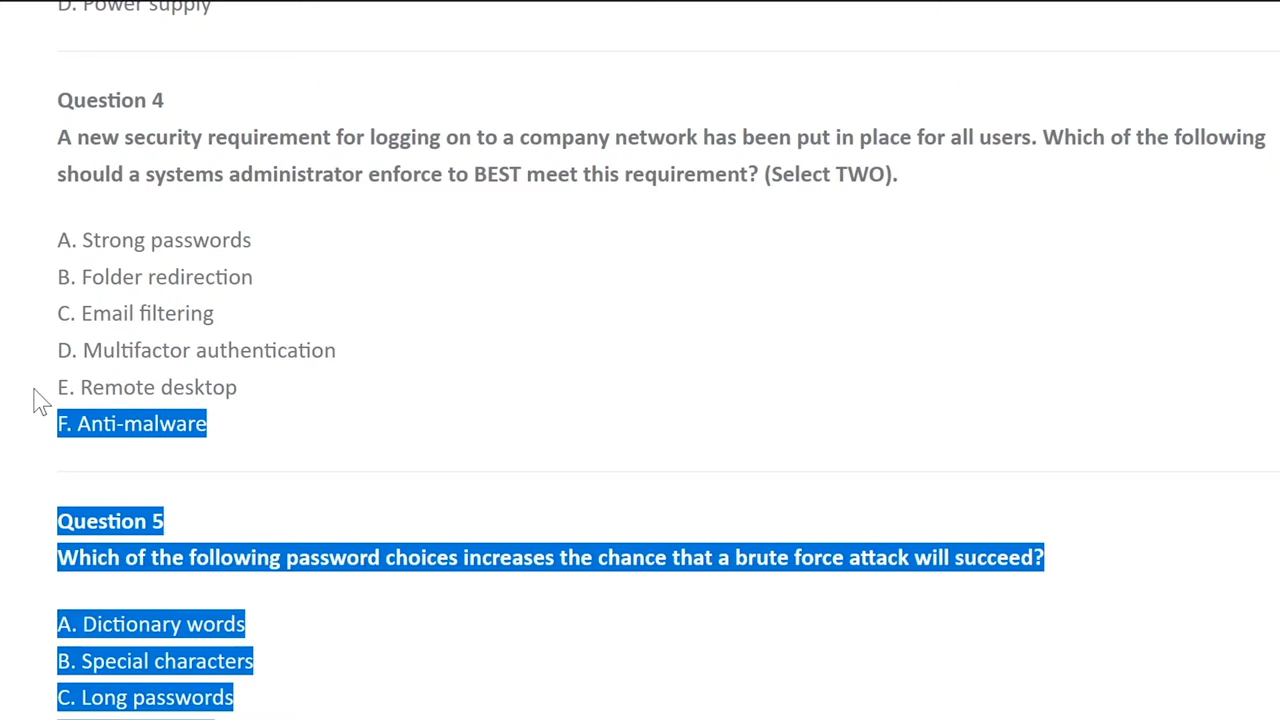 D. Power supply
Question 4
A new security requirement for logging on to a company network has been put in place for all users. Which of the following
should a systems administrator enforce to BEST meet this requirement? (Select TWO).
A. Strong passwords
B. Folder redirection
C. Email filtering
D. Multifactor authentication
E. Remote desktop
F. Anti-malware
Question 5
Which of the following password choices increases the chance that a brute force attack will succeed?
A. Dictionary words
B. Special characters
C. Long passwords